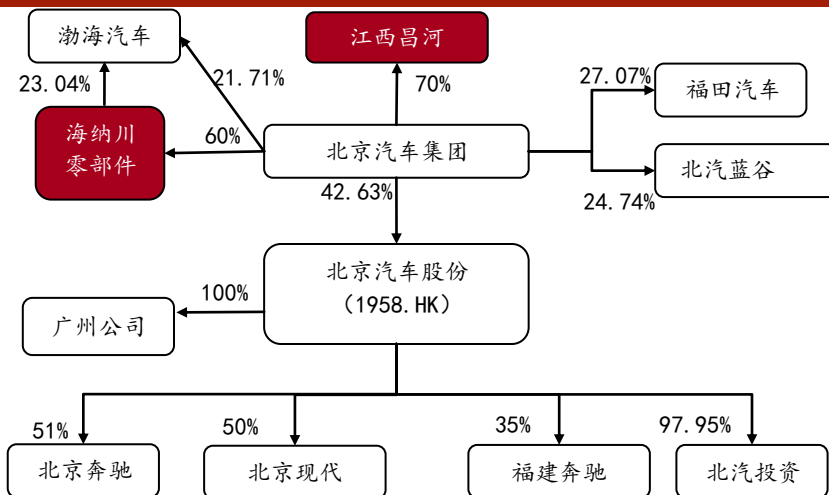 渤海汽车
江西昌河
23.04%
21.71%
70%
27.07%
福田汽车
海纳川
零部件
60%
北京汽车集团
北汽蓝谷
42.63%
24.74%
北京汽车股份
（1958.HK）
100%
广州公司
51%
50%
35%
97.95%
北京奔驰
北京现代
福建奔驰
北汽投资